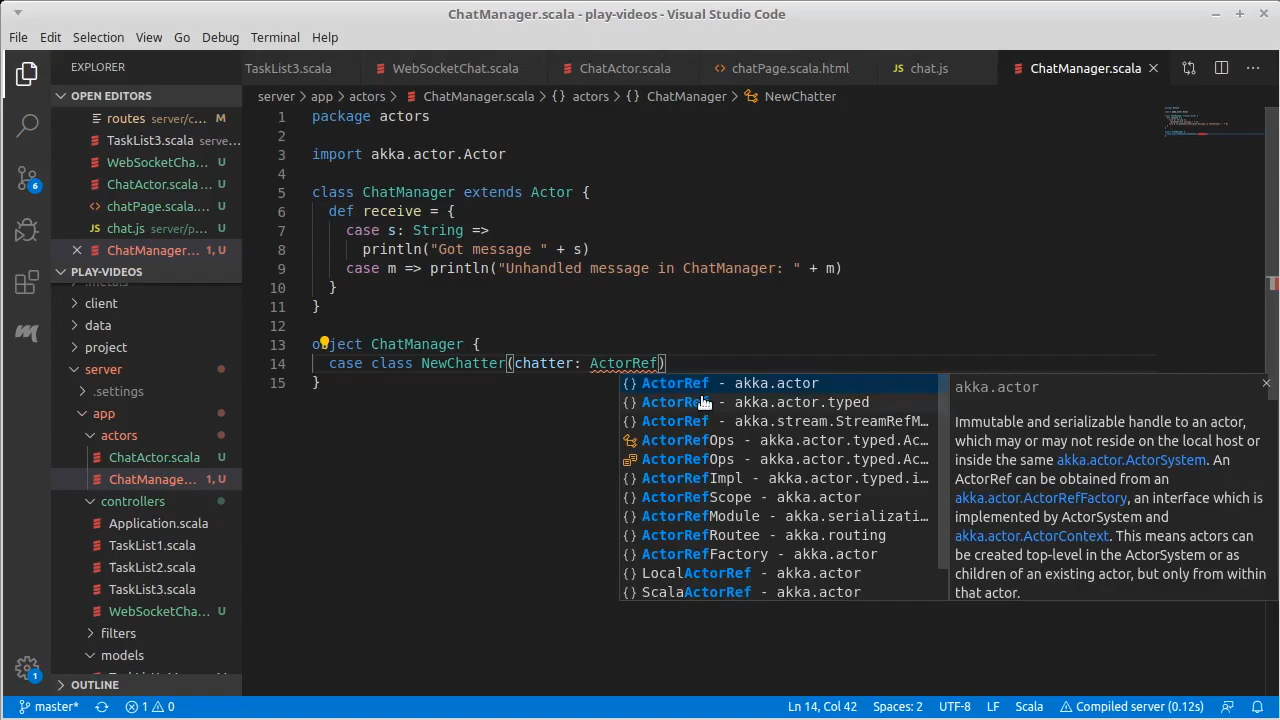 ChatManager.scala - play-videos - Visual Studio Code
File Edit Selection View Go Debug Terminal Help
EXPLORER
TaskList3.scala
WebSocketChat.scala
ChatActor.scala
chatPage.scala.html
chat.js
ChatManager.scala
OPEN EDITORS
server > app > actors > ChatManager.scala > {} actors > {} ChatManager > NewChatter
routes server/c... M
TaskList3.scala serve...
WebSocketCha... U
ChatActor.scala... U
chatPage.scala.... U
chat.js server/p... U
ChatManager... 1, U
PLAY-VIDEOS
client
data
project
server
.settings
app
actors
ChatActor.scala U
ChatManage... 1, U
controllers
Application.scala
TaskList1.scala
TaskList2.scala
TaskList3.scala
WebSocketCha... U
filters
models
OUTLINE
6
1
1 package actors
2
3 import akka.actor.Actor
4
5 class ChatManager extends Actor {
6 def receive = {
7 case s: String =>
8 println("Got message " + s)
9 case m => println("Unhandled message in ChatManager: " + m)
10 }
11 }
12
13 object ChatManager {
14 case class NewChatter(chatter: ActorRef)
15 }
{} ActorRef - akka.actor
{} ActorRef - akka.actor.typed
{} ActorRef - akka.stream.StreamRefM...
ActorRefOps - akka.actor.typed.Ac...
ActorRefOps - akka.actor.typed.Ac...
{} ActorRefImpl - akka.actor.typed.i...
{} ActorRefScope - akka.actor
{} ActorRefModule - akka.serializati...
{} ActorRefRoutee - akka.routing
{} ActorRefFactory - akka.actor
{} LocalActorRef - akka.actor
{} ScalaActorRef - akka.actor
akka.actor
Immutable and serializable handle to an actor,
which may or may not reside on the local host or
inside the same akka.actor.ActorSystem. An
ActorRef can be obtained from an
akka.actor.ActorRefFactory, an interface which is
implemented by ActorSystem and
akka.actor.ActorContext. This means actors can
be created top-level in the ActorSystem or as
children of an existing actor, but only from within
that actor.
master* 1 0 Ln 14, Col 42 Spaces: 2 UTF-8 LF Scala Compiled server (0.12s)